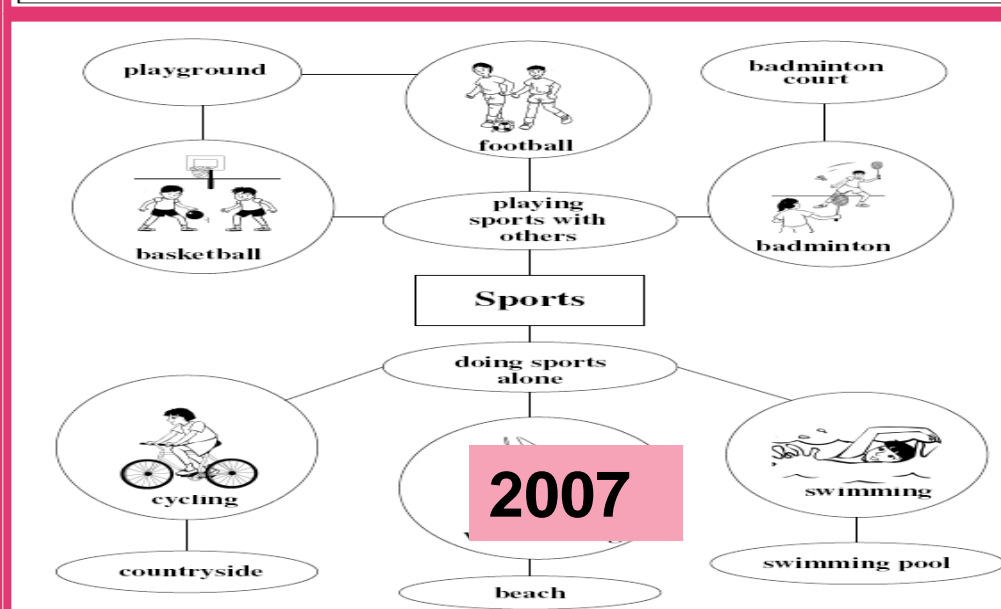 playground
football
badminton
court
basketball
playing
sports with
others
badminton
Sports
doing sports
alone
cycling
2007
swimming
countryside
beach
swimming pool